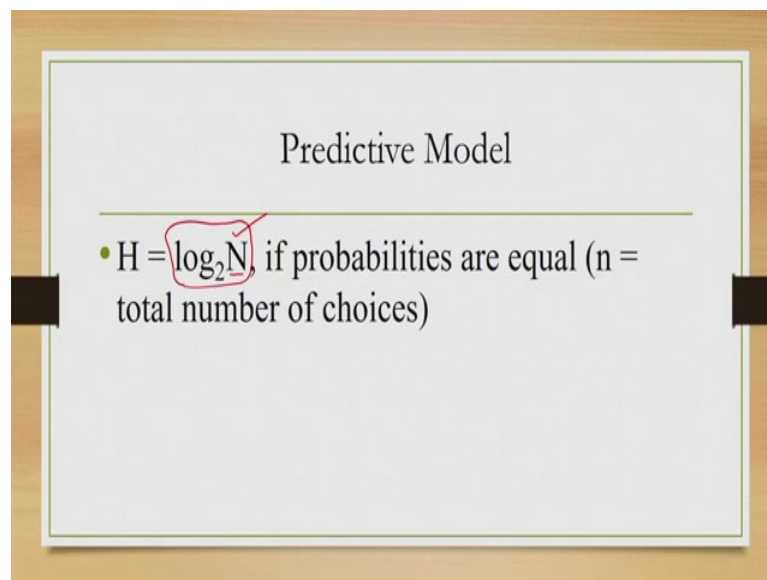 Predictive Model
• H = log₂N, if probabilities are equal (n =
total number of choices)